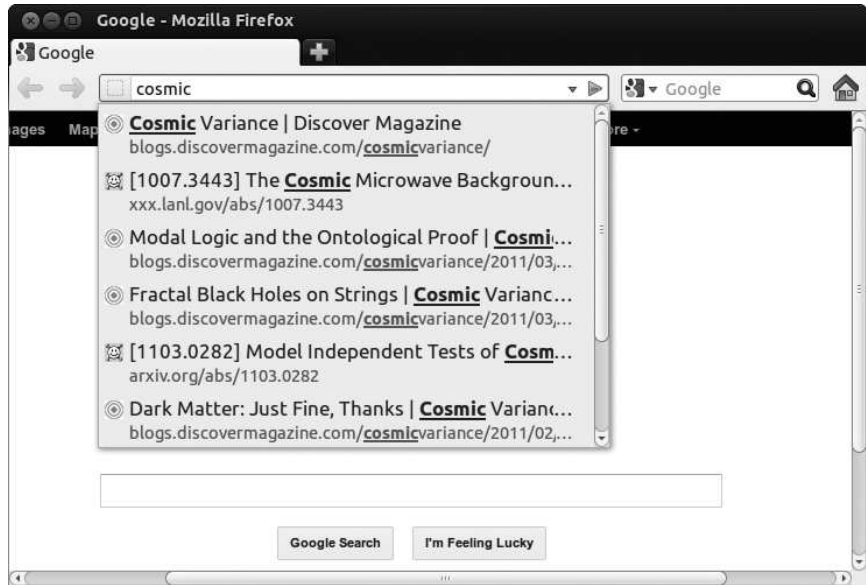 Google - Mozilla Firefox
Google
cosmic
Google
ages Map
re
Cosmic Variance | Discover Magazine
blogs.discovermagazine.com/cosmicvariance/
[1007.3443] The Cosmic Microwave Backgroun...
xxx.lanl.gov/abs/1007.3443
Modal Logic and the Ontological Proof | Cosmi...
blogs.discovermagazine.com/cosmicvariance/2011/03,...
Fractal Black Holes on Strings | Cosmic Varianc...
blogs.discovermagazine.com/cosmicvariance/2011/03,...
[1103.0282] Model Independent Tests of Cosm...
arxiv.org/abs/1103.0282
Dark Matter: Just Fine, Thanks | Cosmic Varianc...
blogs.discovermagazine.com/cosmicvariance/2011/02,...
Google Search
I'm Feeling Lucky